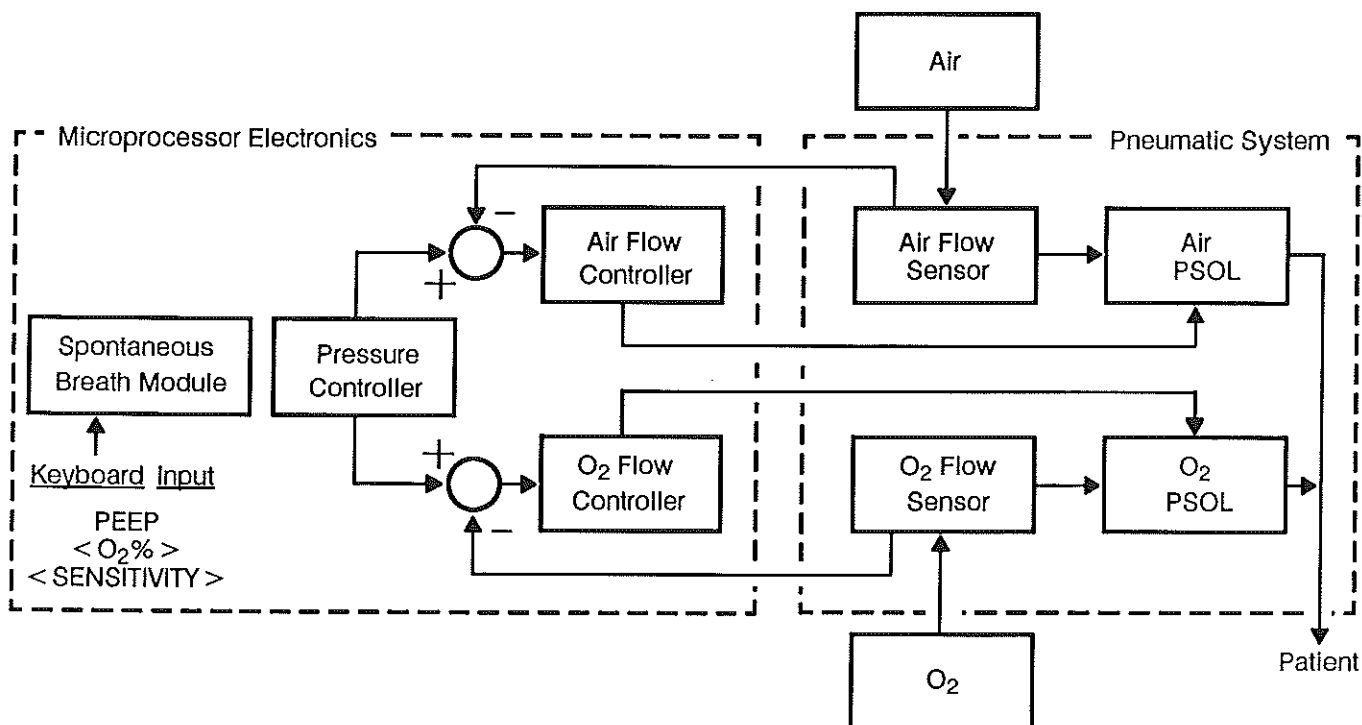 Air
Microprocessor Electronics
Pneumatic System
−
Air Flow
Controller
Air Flow
Sensor
Air
PSOL
+
Spontaneous
Breath Module
Pressure
Controller
+
O₂ Flow
Controller
O₂ Flow
Sensor
O₂
PSOL
−
Keyboard Input
PEEP
< O₂% >
< SENSITIVITY >
Patient
O₂